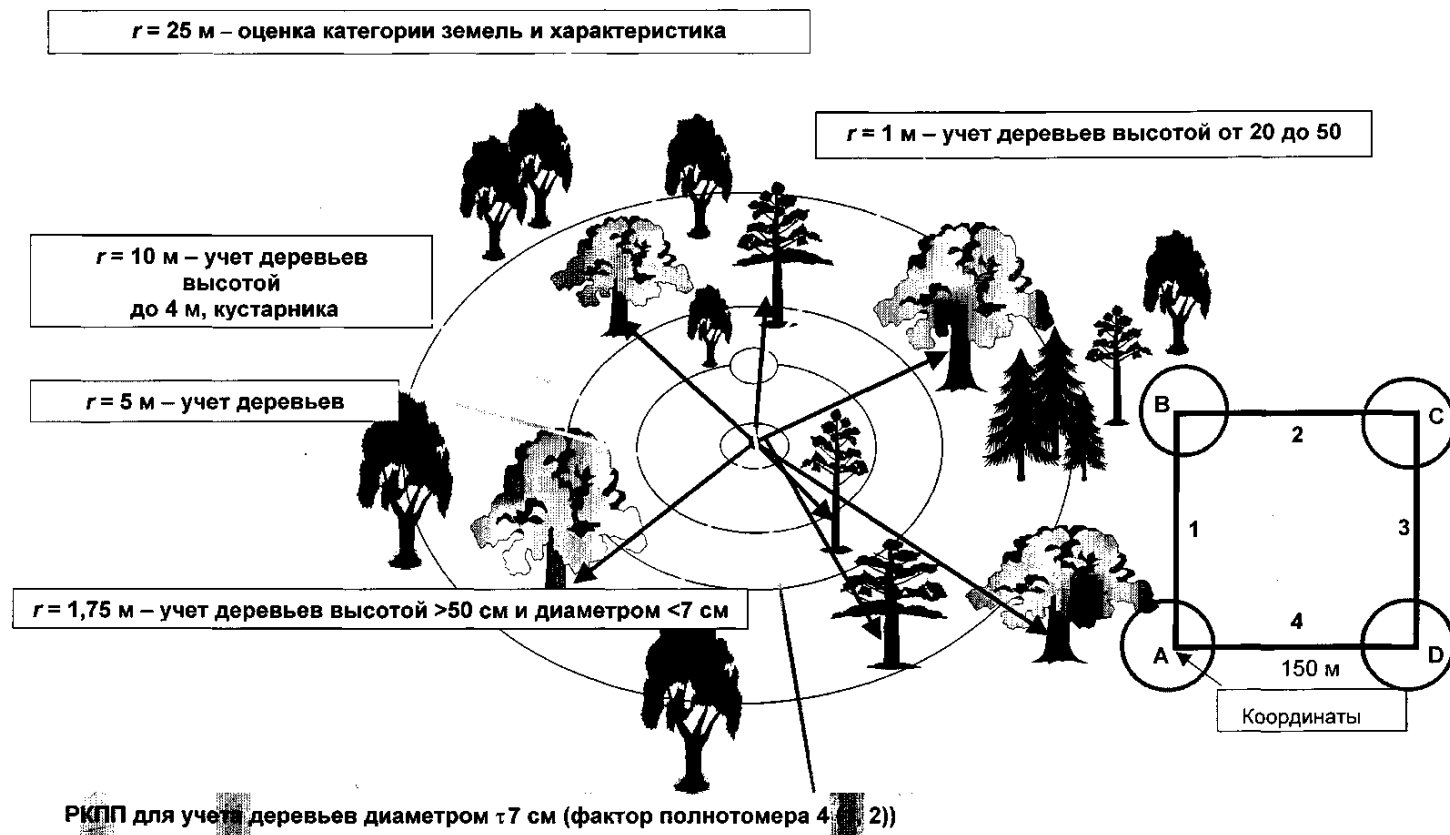 r = 25 м – оценка категории земель и характеристика
r = 1 м – учет деревьев высотой от 20 до 50
r = 10 м – учет деревьев
высотой
до 4 м, кустарника
r = 5 м – учет деревьев
B
C
2
1
3
r = 1,75 м – учет деревьев высотой >50 см и диаметром <7 см
4
A
D
150 м
Координаты
РКПП для учета деревьев диаметром τ 7 см (фактор полнотомера 4 (1, 2))